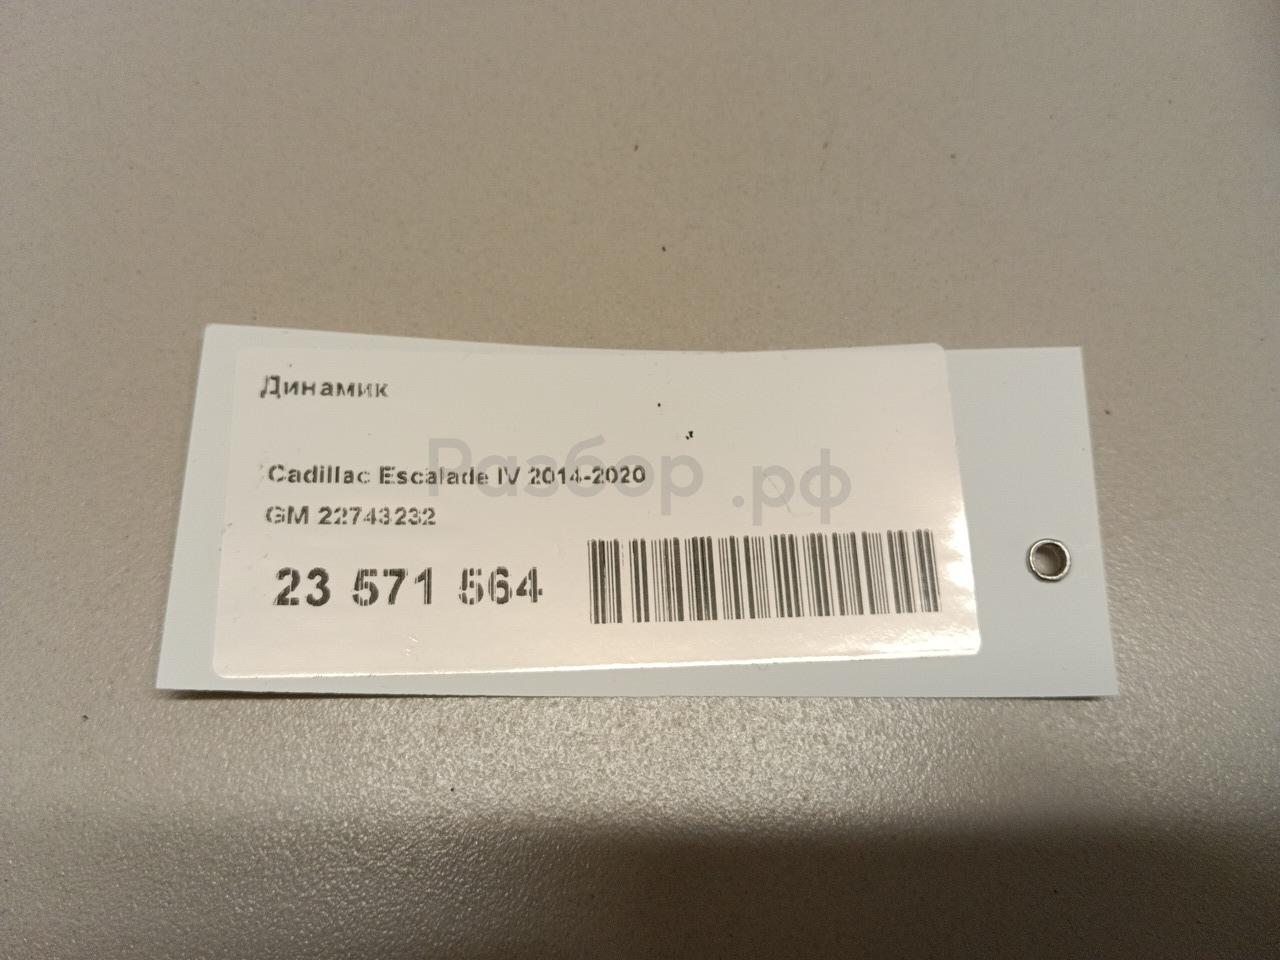 Динамик
Cadillac Escalade IV 2014-2020
Разбор.рф
GM 22743232
23 571 564